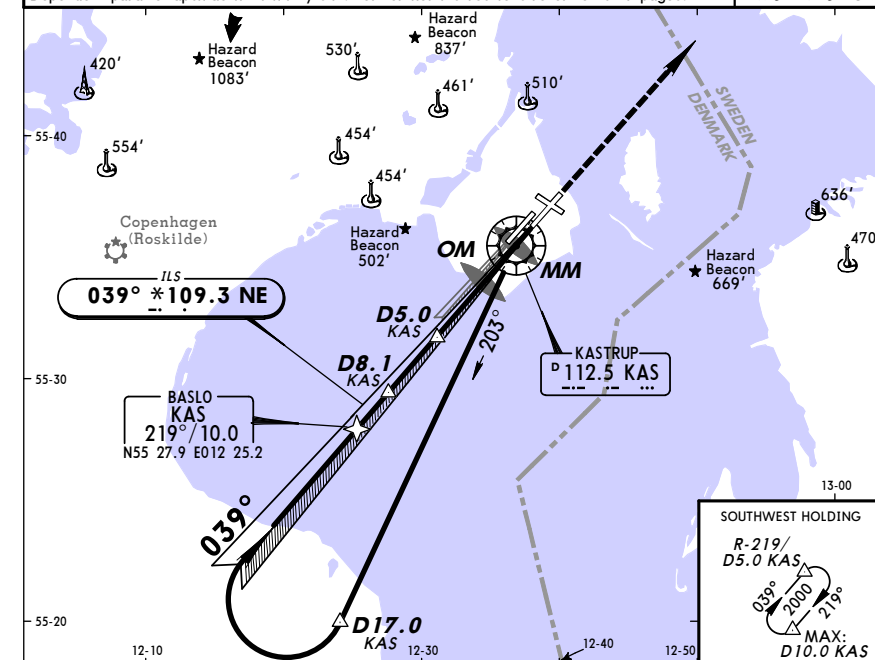 Hazard
Beacon
1083'
Hazard
Beacon
837'
420'
530'
461'
510'
55-40
554'
454'
454'
SWEDEN
DENMARK
636'
470
Copenhagen
(Roskilde)
Hazard
Beacon
502'
OM
MM
Hazard
Beacon
669'
ILS
039° *109.3 NE
D5.0
KAS
203°
KASTRUP
D 112.5 KAS
D8.1
KAS
55-30
BASLO
KAS
219°/10.0
N55 27.9 E012 25.2
039°
13-00
SOUTHWEST HOLDING
R-219/
D5.0 KAS
039°
2000
219°
MAX:
D10.0 KAS
55-20
D17.0
KAS
12-10
12-30
12-40
12-50